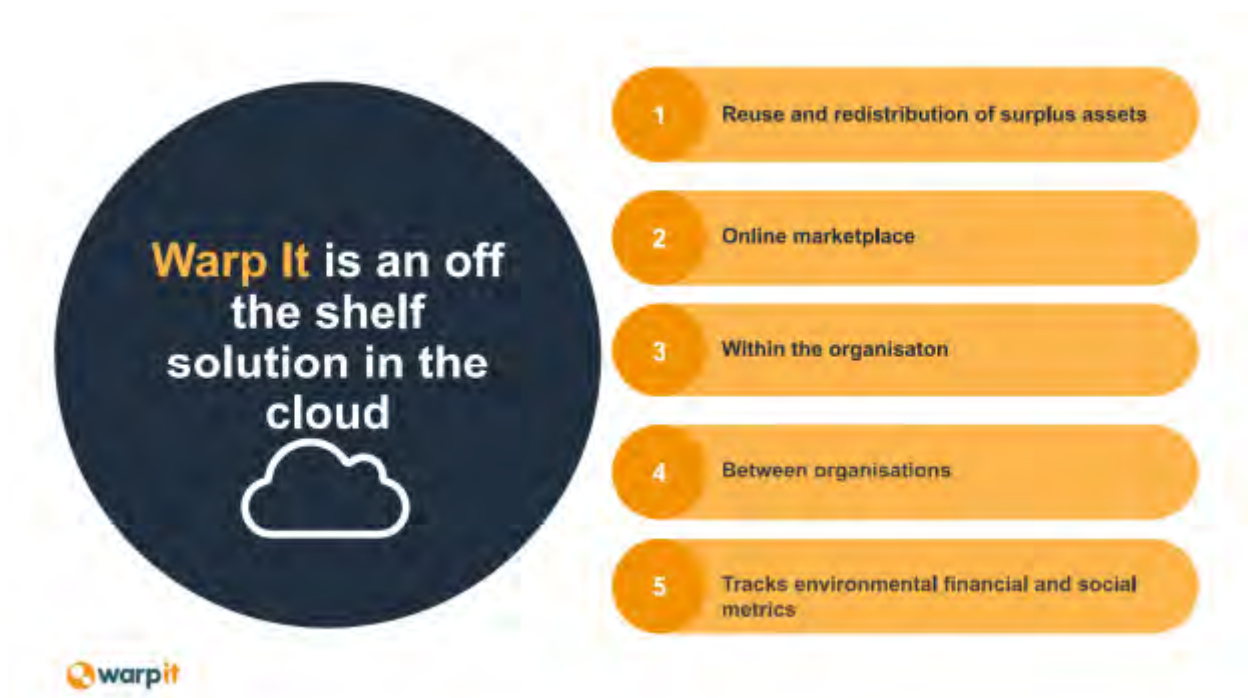 Warp It is an off
the shelf
solution in the
cloud
1
Reuse and redistribution of surplus assets
2
Online marketplace
3
Within the organisaton
4
Between organisations
5
Tracks environmental financial and social
metrics
warpit